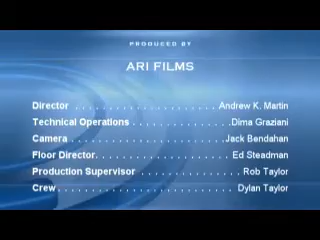 PRODUCED BY
ARI FILMS
Director . . . . . . . . . . . . . . . . . . . . . Andrew K. Martin
Technical Operations . . . . . . . . . . . . . .Dima Graziani
Camera . . . . . . . . . . . . . . . . . . . . . . .Jack Bendahan
Floor Director. . . . . . . . . . . . . . . . . . . . Ed Steadman
Production Supervisor . . . . . . . . . . . . . . Rob Taylor
Crew . . . . . . . . . . . . . . . . . . . . . . . . . Dylan Taylor